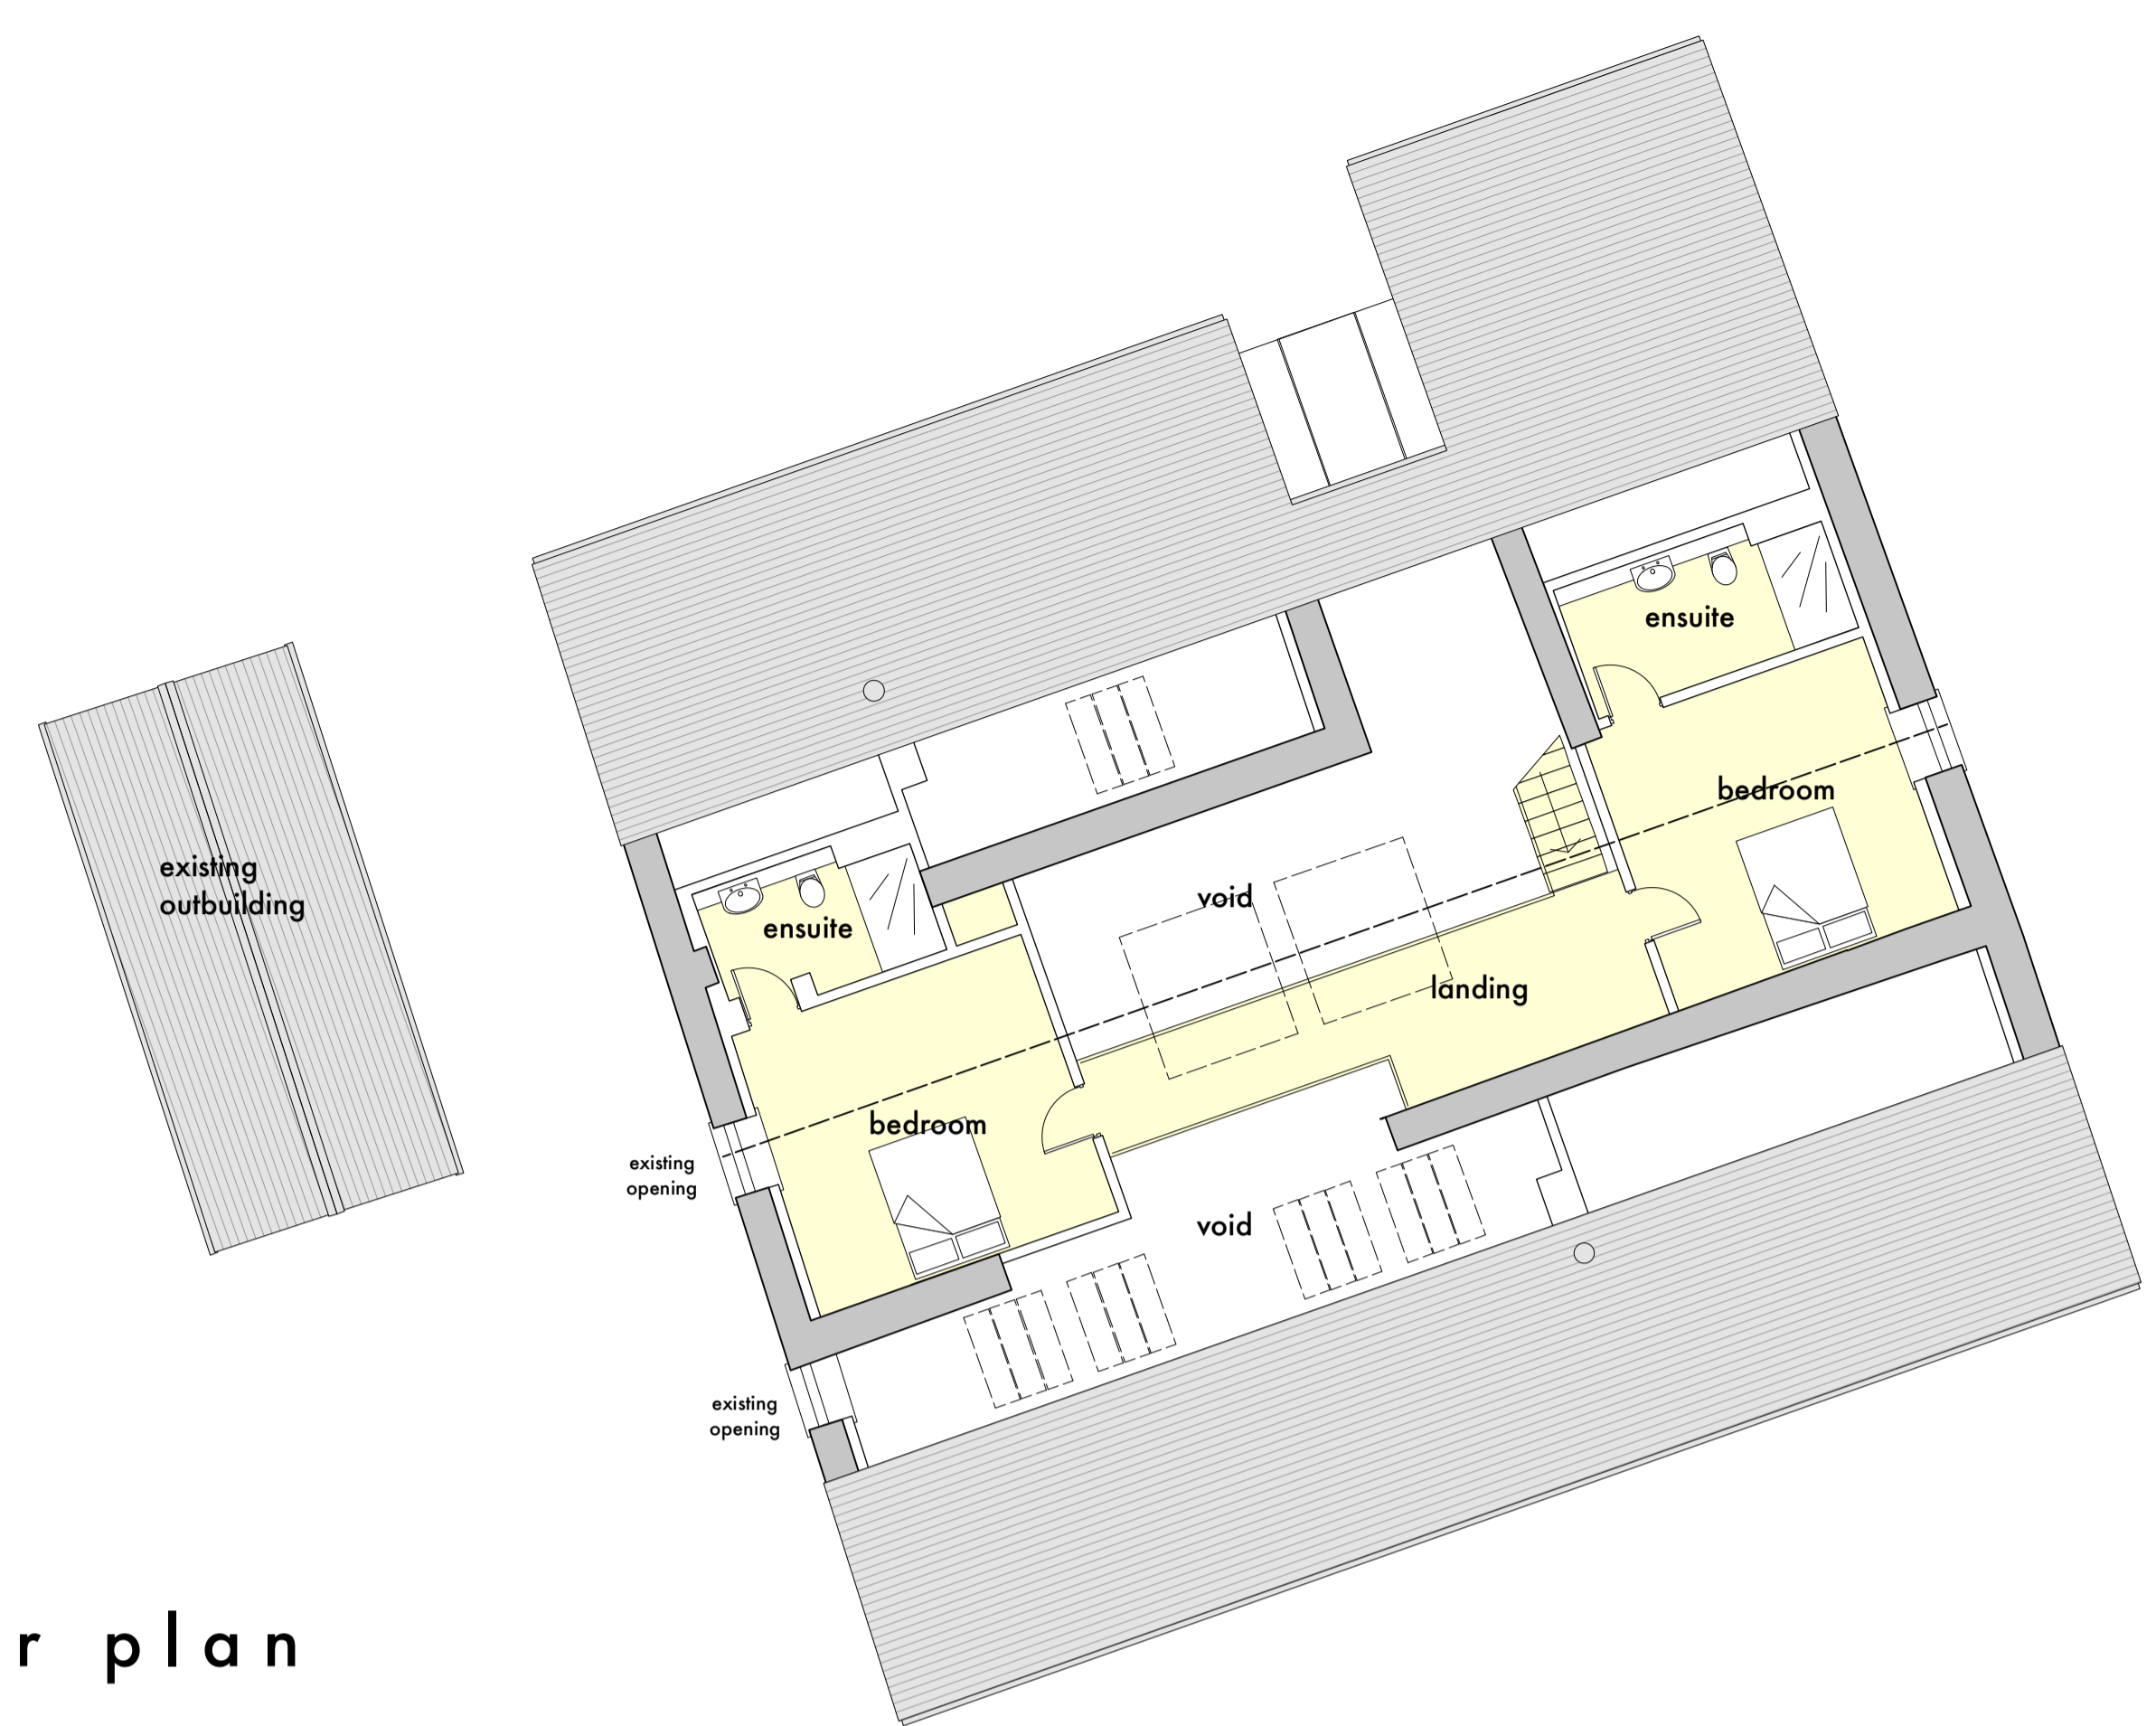 ensuite
bedroom
existing
outbuilding
void
ensuite
landing
bedroom
existing
opening
void
existing
opening
r plan